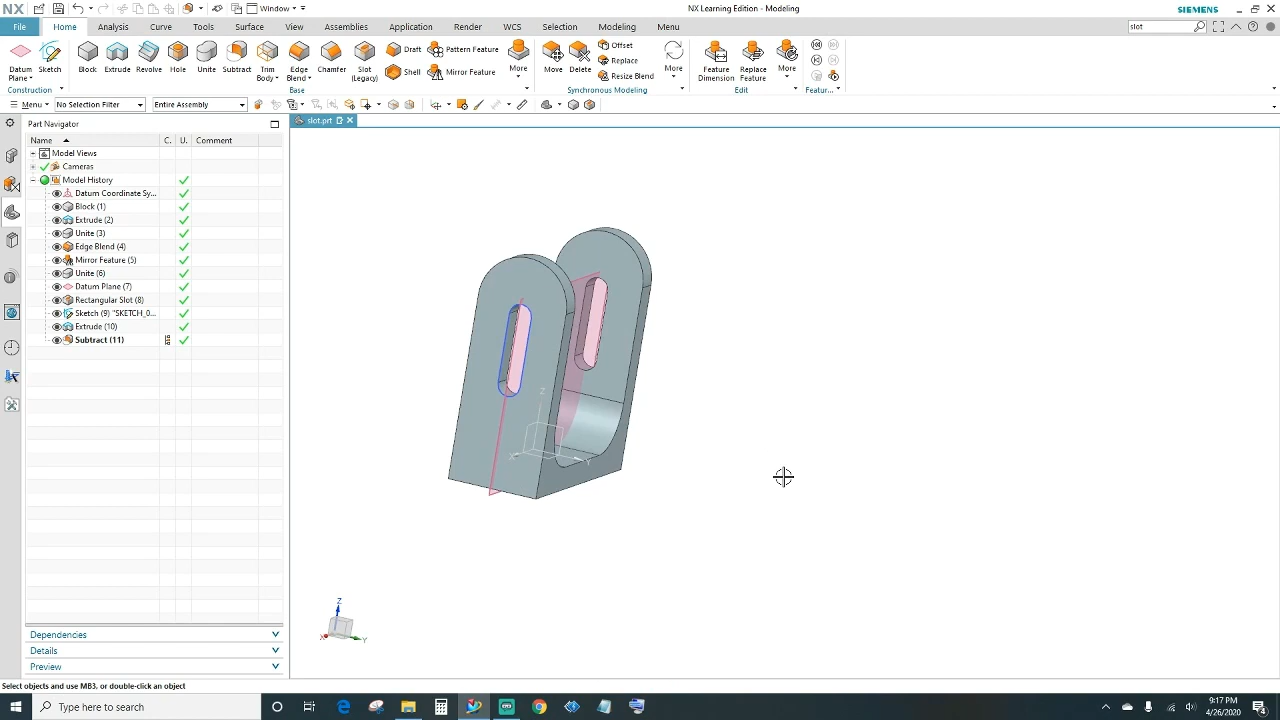 NX
Window
NX Learning Edition - Modeling
SIEMENS
File
Home
Analysis
Curve
Tools
Surface
View
Assemblies
Application
Render
WCS
Selection
Modeling
Menu
slot
Datum Plane
Sketch
Block
Extrude
Revolve
Hole
Unite
Subtract
Trim Body
Edge Blend
Chamfer
Slot (Legacy)
Draft
Shell
Pattern Feature
Mirror Feature
More
Move
Delete
Offset
Replace
Resize Blend
More
Feature Dimension
Replace Feature
More
Construction
Base
Synchronous Modeling
Edit
Featur...
Menu
No Selection Filter
Entire Assembly
Part Navigator
slot.prt
Name
C.
U.
Comment
Model Views
Cameras
Model History
Datum Coordinate Sy...
Block (1)
Extrude (2)
Unite (3)
Edge Blend (4)
Mirror Feature (5)
Unite (6)
Datum Plane (7)
Rectangular Slot (8)
Sketch (9) "SKETCH_0...
Extrude (10)
Subtract (11)
Z
X
Y
Z
X
Y
Dependencies
Details
Preview
Select objects and use MB3, or double-click an object
Type here to search
9:17 PM
4/26/2020